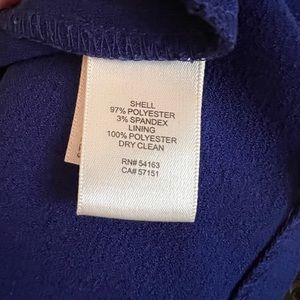 SHELL
97% POLYESTER
3% SPANDEX
LINING
100% POLYESTER
DRY CLEAN
RN# 54163
CA# 57151